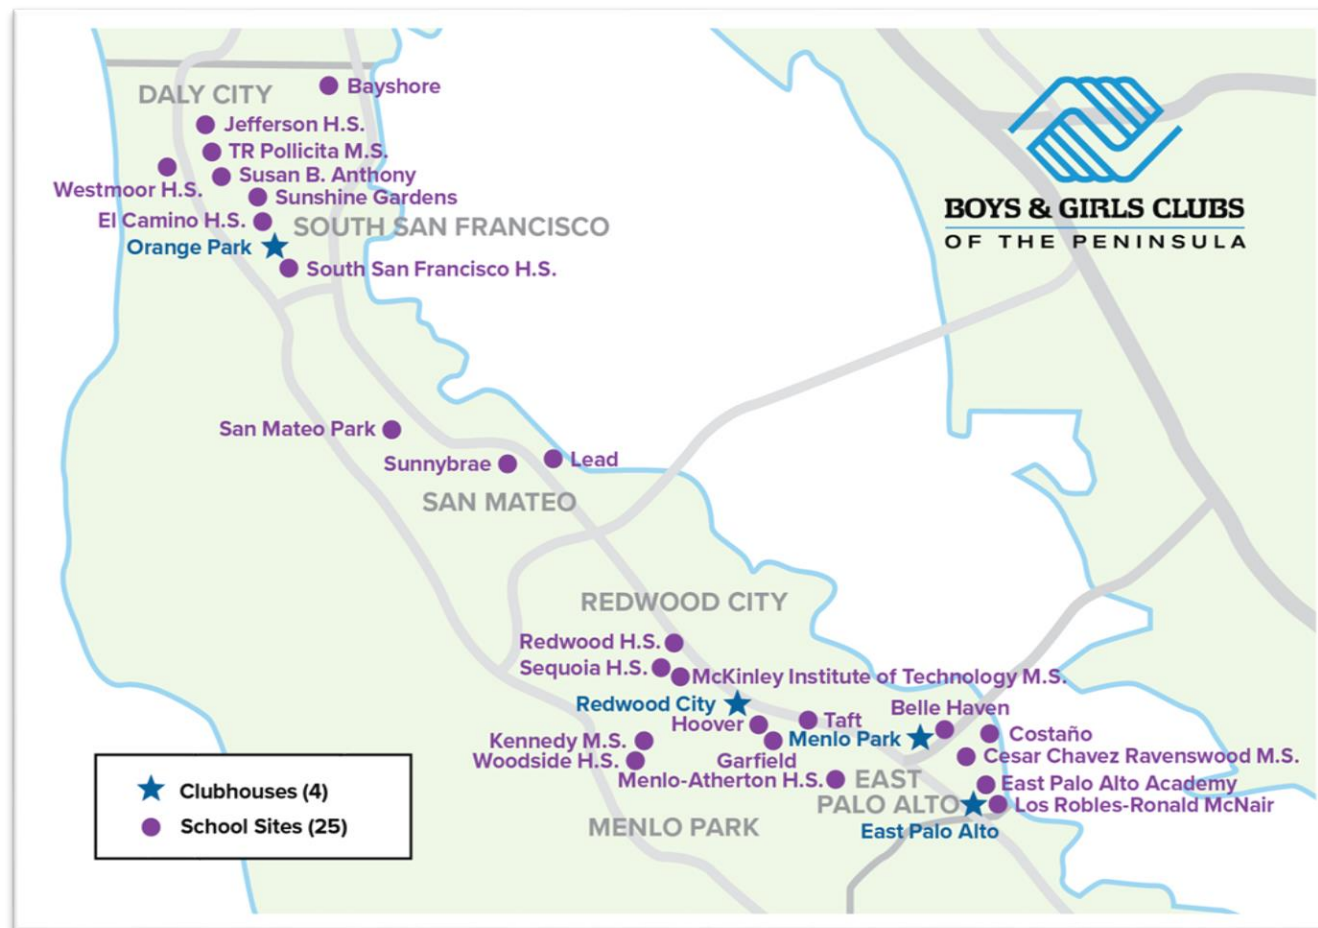 DALY CITY
Bayshore
Jefferson H.S.
TR Pollicita M.S.
Westmoor H.S.
Susan B. Anthony
Sunshine Gardens
El Camino H.S.
SOUTH SAN FRANCISCO
Orange Park
South San Francisco H.S.
BOYS & GIRLS CLUBS
OF THE PENINSULA
San Mateo Park
Sunnybrae
Lead
SAN MATEO
REDWOOD CITY
Redwood H.S.
Sequoia H.S.
McKinley Institute of Technology M.S.
Redwood City
Hoover
Taft
Belle Haven
Kennedy M.S.
Garfield
Menlo Park
Costaño
Woodside H.S.
Cesar Chavez Ravenswood M.S.
Menlo-Atherton H.S.
EAST
PALO ALTO
East Palo Alto Academy
Los Robles-Ronald McNair
MENLO PARK
East Palo Alto
Clubhouses (4)
School Sites (25)